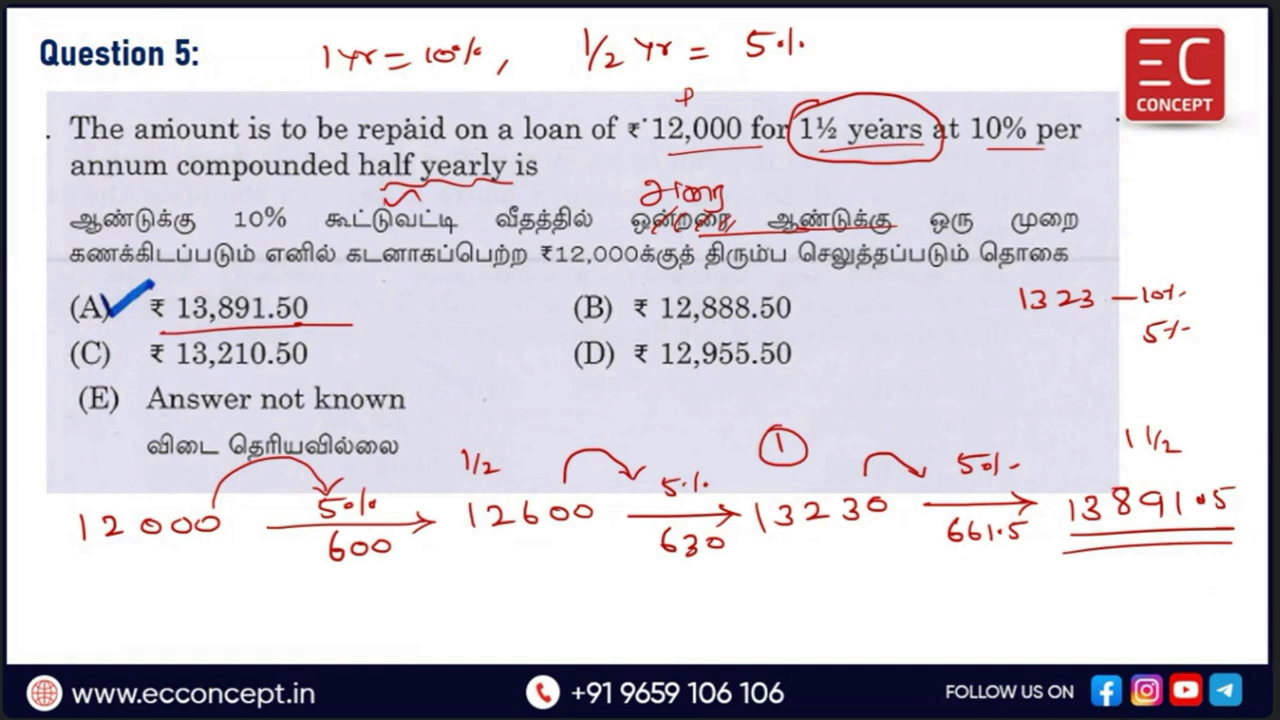 Question 5:
1 yr = 10%, 1/2 yr = 5%
EC
CONCEPT
P
. The amount is to be repaid on a loan of ₹ 12,000 for 1½ years at 10% per
annum compounded half yearly is
அரை
ஆண்டுக்கு 10% கூட்டுவட்டி வீதத்தில் ஒன்றரை ஆண்டுக்கு ஒரு முறை
கணக்கிடப்படும் எனில் கடனாகப்பெற்ற ₹12,000க்குத் திரும்ப செலுத்தப்படும் தொகை
(A) ₹ 13,891.50 (B) ₹ 12,888.50
1323 — 10%
5%
(C) ₹ 13,210.50 (D) ₹ 12,955.50
(E) Answer not known
விடை தெரியவில்லை
1/2 1 1 1/2
12000 5% 12600 5% 13230 5% 13891.5
600 630 661.5
www.ecconcept.in +91 9659 106 106 FOLLOW US ON